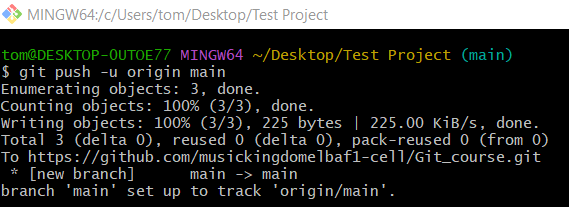 MINGW64:/c/Users/tom/Desktop/Test Project
tom@DESKTOP-OUTOE77 MINGW64 ~/Desktop/Test Project (main)
$ git push -u origin main
Enumerating objects: 3, done.
Counting objects: 100% (3/3), done.
Writing objects: 100% (3/3), 225 bytes | 225.00 KiB/s, done.
Total 3 (delta 0), reused 0 (delta 0), pack-reused 0 (from 0)
To https://github.com/musickingdomelbaf1-cell/Git_course.git
 * [new branch]      main -> main
branch 'main' set up to track 'origin/main'.